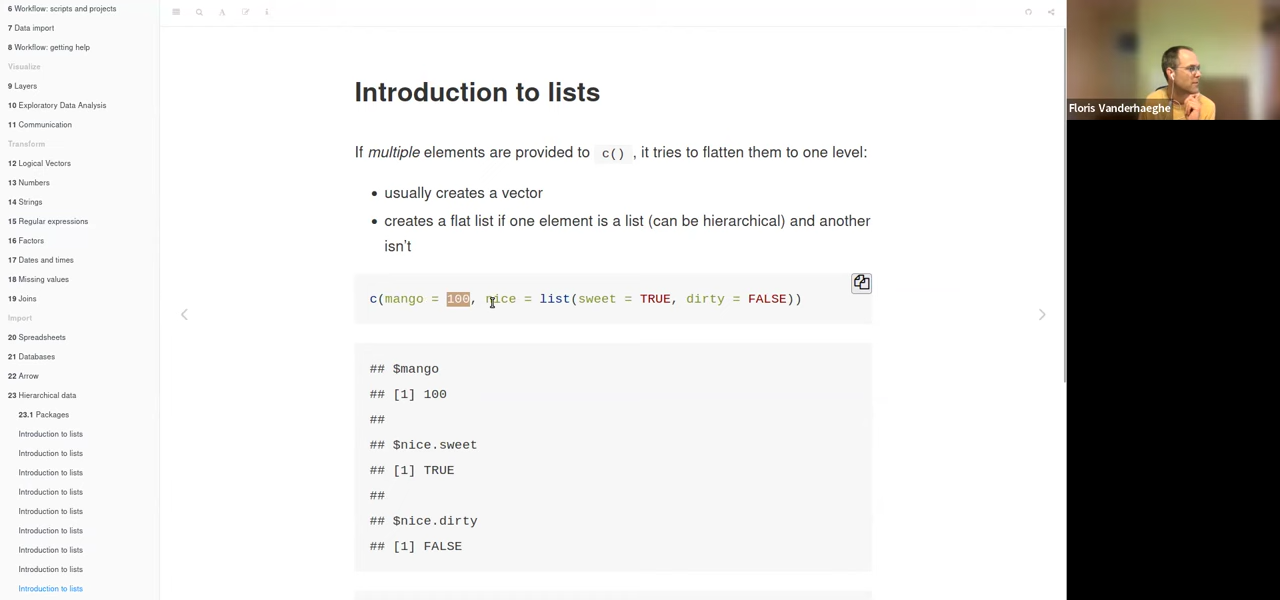 6 Workflow: scripts and projects
7 Data import
8 Workflow: getting help
Visualize
9 Layers
10 Exploratory Data Analysis
11 Communication
Transform
12 Logical Vectors
13 Numbers
14 Strings
15 Regular expressions
16 Factors
17 Dates and times
18 Missing values
19 Joins
Import
20 Spreadsheets
21 Databases
22 Arrow
23 Hierarchical data
23.1 Packages
Introduction to lists
Introduction to lists
Introduction to lists
Introduction to lists
Introduction to lists
Introduction to lists
Introduction to lists
Introduction to lists
Introduction to lists
Introduction to lists
If multiple elements are provided to c() , it tries to flatten them to one level:
• usually creates a vector
• creates a flat list if one element is a list (can be hierarchical) and another
isn't
c(mango = 100, nice = list(sweet = TRUE, dirty = FALSE))
## $mango
## [1] 100
##
## $nice.sweet
## [1] TRUE
##
## $nice.dirty
## [1] FALSE
Floris Vanderhaeghe